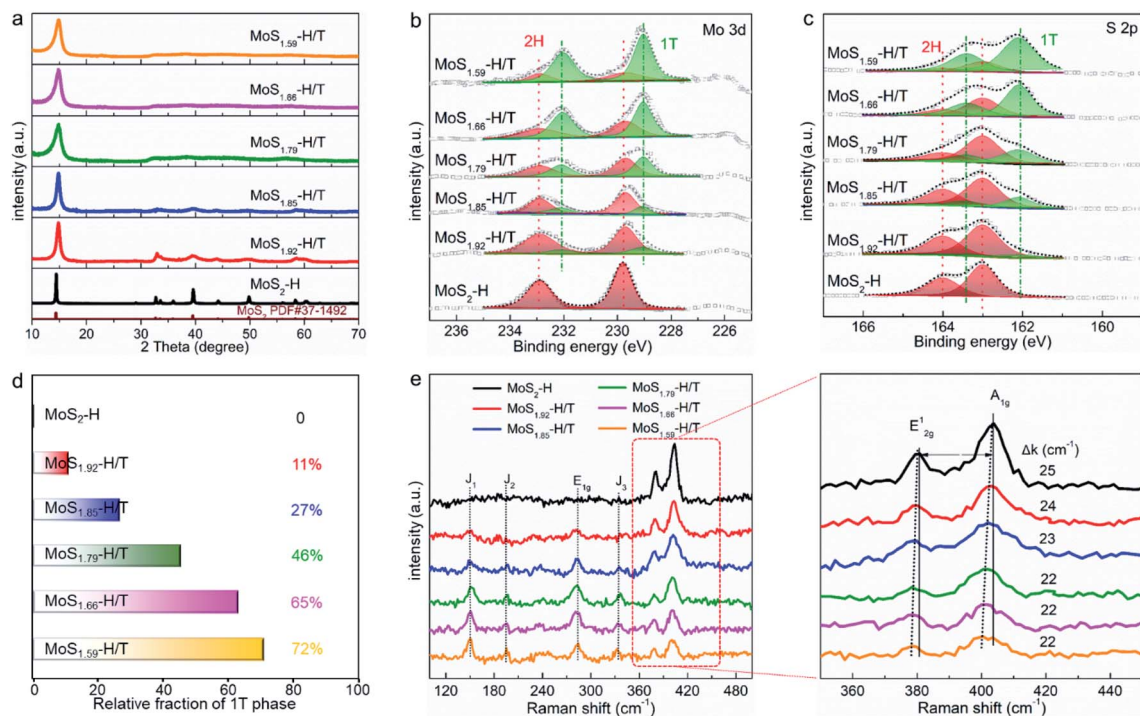 a
MoS1.59-H/T
MoS1.66-H/T
MoS1.79-H/T
MoS1.85-H/T
MoS1.92-H/T
MoS2-H
MoS2 PDF#37-1492
intensity (a.u.)
10 20 30 40 50 60 70
2 Theta (degree)
b
Mo 3d
2H
1T
MoS1.59-H/T
MoS1.66-H/T
MoS1.79-H/T
MoS1.85-H/T
MoS1.92-H/T
MoS2-H
intensity (a.u.)
236 234 232 230 228 226 224
Binding energy (eV)
c
S 2p
2H
1T
MoS1.59-H/T
MoS1.66-H/T
MoS1.79-H/T
MoS1.85-H/T
MoS1.92-H/T
MoS2-H
intensity (a.u.)
166 164 162 160
Binding energy (eV)
d
MoS2-H 0
MoS1.92-H/T 11%
MoS1.85-H/T 27%
MoS1.79-H/T 46%
MoS1.66-H/T 65%
MoS1.59-H/T 72%
0 20 40 60 80 100
Relative fraction of 1T phase
e
MoS2-H MoS1.79-H/T
MoS1.92-H/T MoS1.66-H/T
MoS1.85-H/T MoS1.59-H/T
J1 J2 E1g J3
intensity (a.u.)
120 180 240 300 360 420 480
Raman shift (cm-1)
A1g
E12g
Δk (cm-1)
25
24
23
22
22
22
360 380 400 420 440
Raman shift (cm-1)